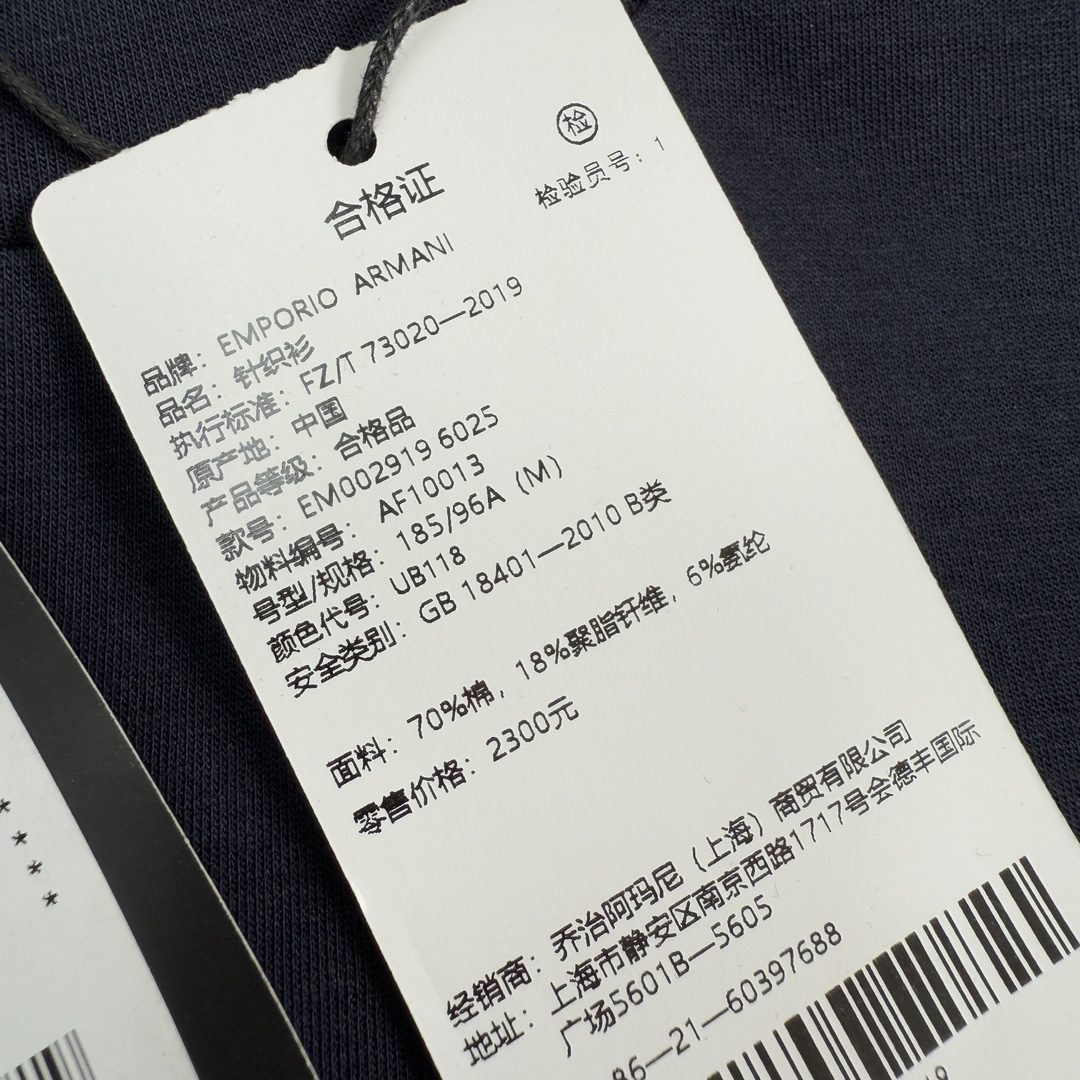 检
检验员号：1
合格证
品牌：EMPORIO ARMANI
品名：针织衫
执行标准：FZ/T 73020—2019
原产地：中国
产品等级：合格品
款号：EM002919 6025
物料编号：AF10013
号型/规格：185/96A（M）
颜色代号：UB118
安全类别：GB 18401—2010 B类
面料：70%棉，18%聚脂钎维，6%氨纶
零售价格：2300元
经销商：乔治阿玛尼（上海）商贸有限公司
地址：上海市静安区南京西路1717号会德丰国际
广场5601B—5605
86—21—60397688
* * * *